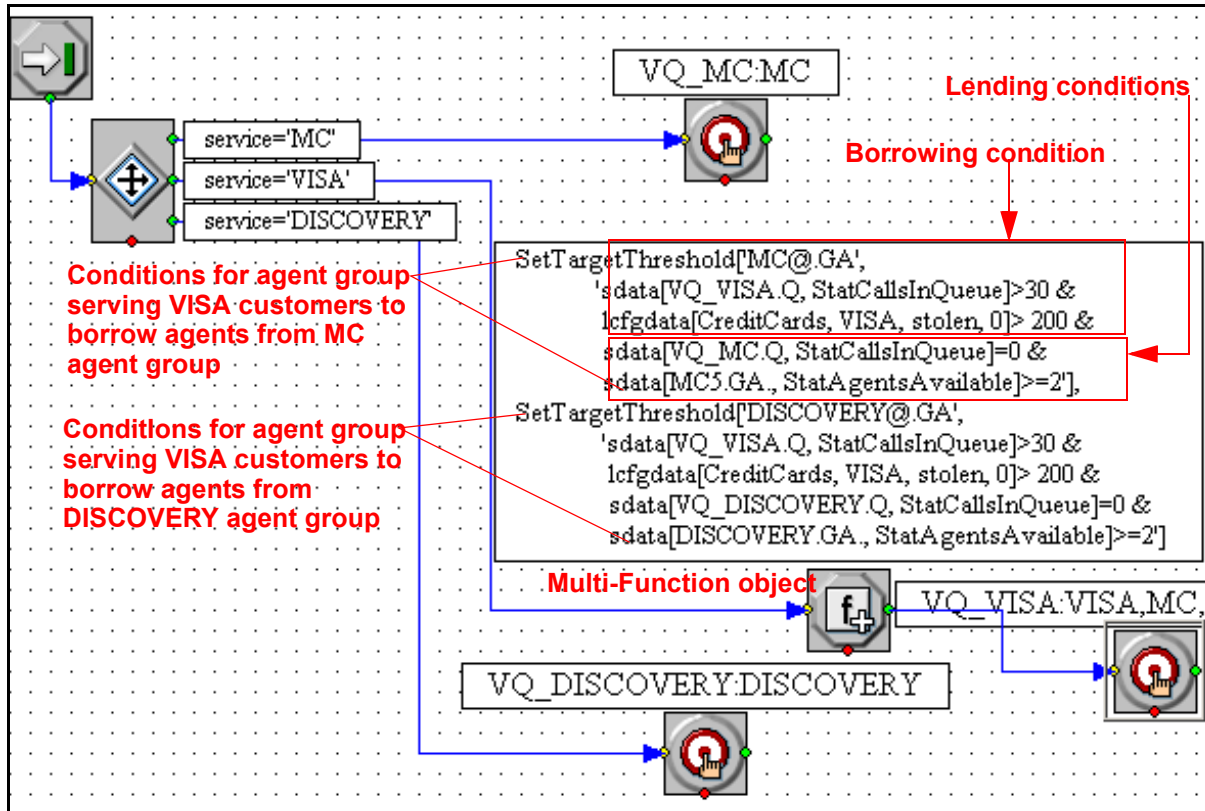 VQ_MC:MC
Lending conditions
service='MC'
Borrowing condition
service='VISA'
service='DISCOVERY'
Conditions for agent group
serving VISA customers to
borrow agents from MC
agent group
SetTargetThreshold['MC@.GA',
'sdata[VQ_VISA.Q, StatCallsInQueue]>30 &
lcfgdata[CreditCards, VISA, stolen, 0]> 200 &
sdata[VQ_MC.Q, StatCallsInQueue]=0 &
sdata[MC5.GA., StatAgentsAvailable]>=2'],
SetTargetThreshold['DISCOVERY@.GA',
'sdata[VQ_VISA.Q, StatCallsInQueue]>30 &
lcfgdata[CreditCards, VISA, stolen, 0]> 200 &
sdata[VQ_DISCOVERY.Q, StatCallsInQueue]=0 &
sdata[DISCOVERY.GA., StatAgentsAvailable]>=2']
Conditions for agent group
serving VISA customers to
borrow agents from
DISCOVERY agent group
Multi-Function object
f
VQ_VISA:VISA,MC,
VQ_DISCOVERY:DISCOVERY